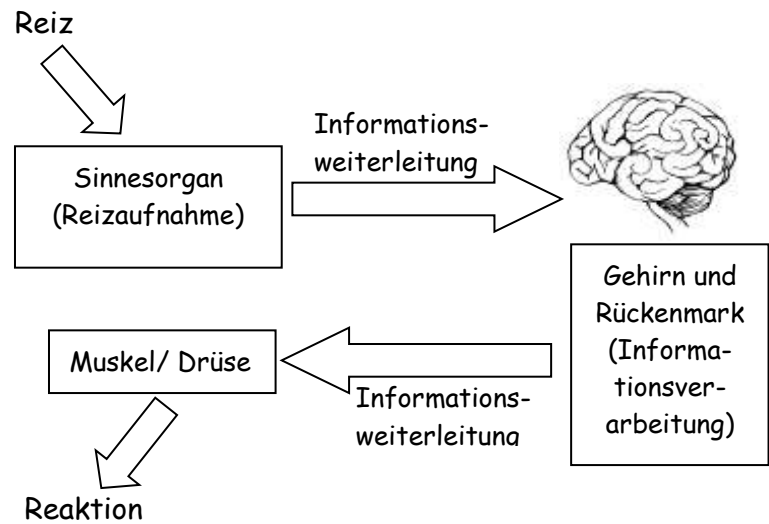 Reiz
Informations-
weiterleitung
Sinnesorgan
(Reizaufnahme)
Gehirn und
Rückenmark
(Informa-
tionsver-
arbeitung)
Muskel/ Drüse
Informations-
weiterleitung
Reaktion